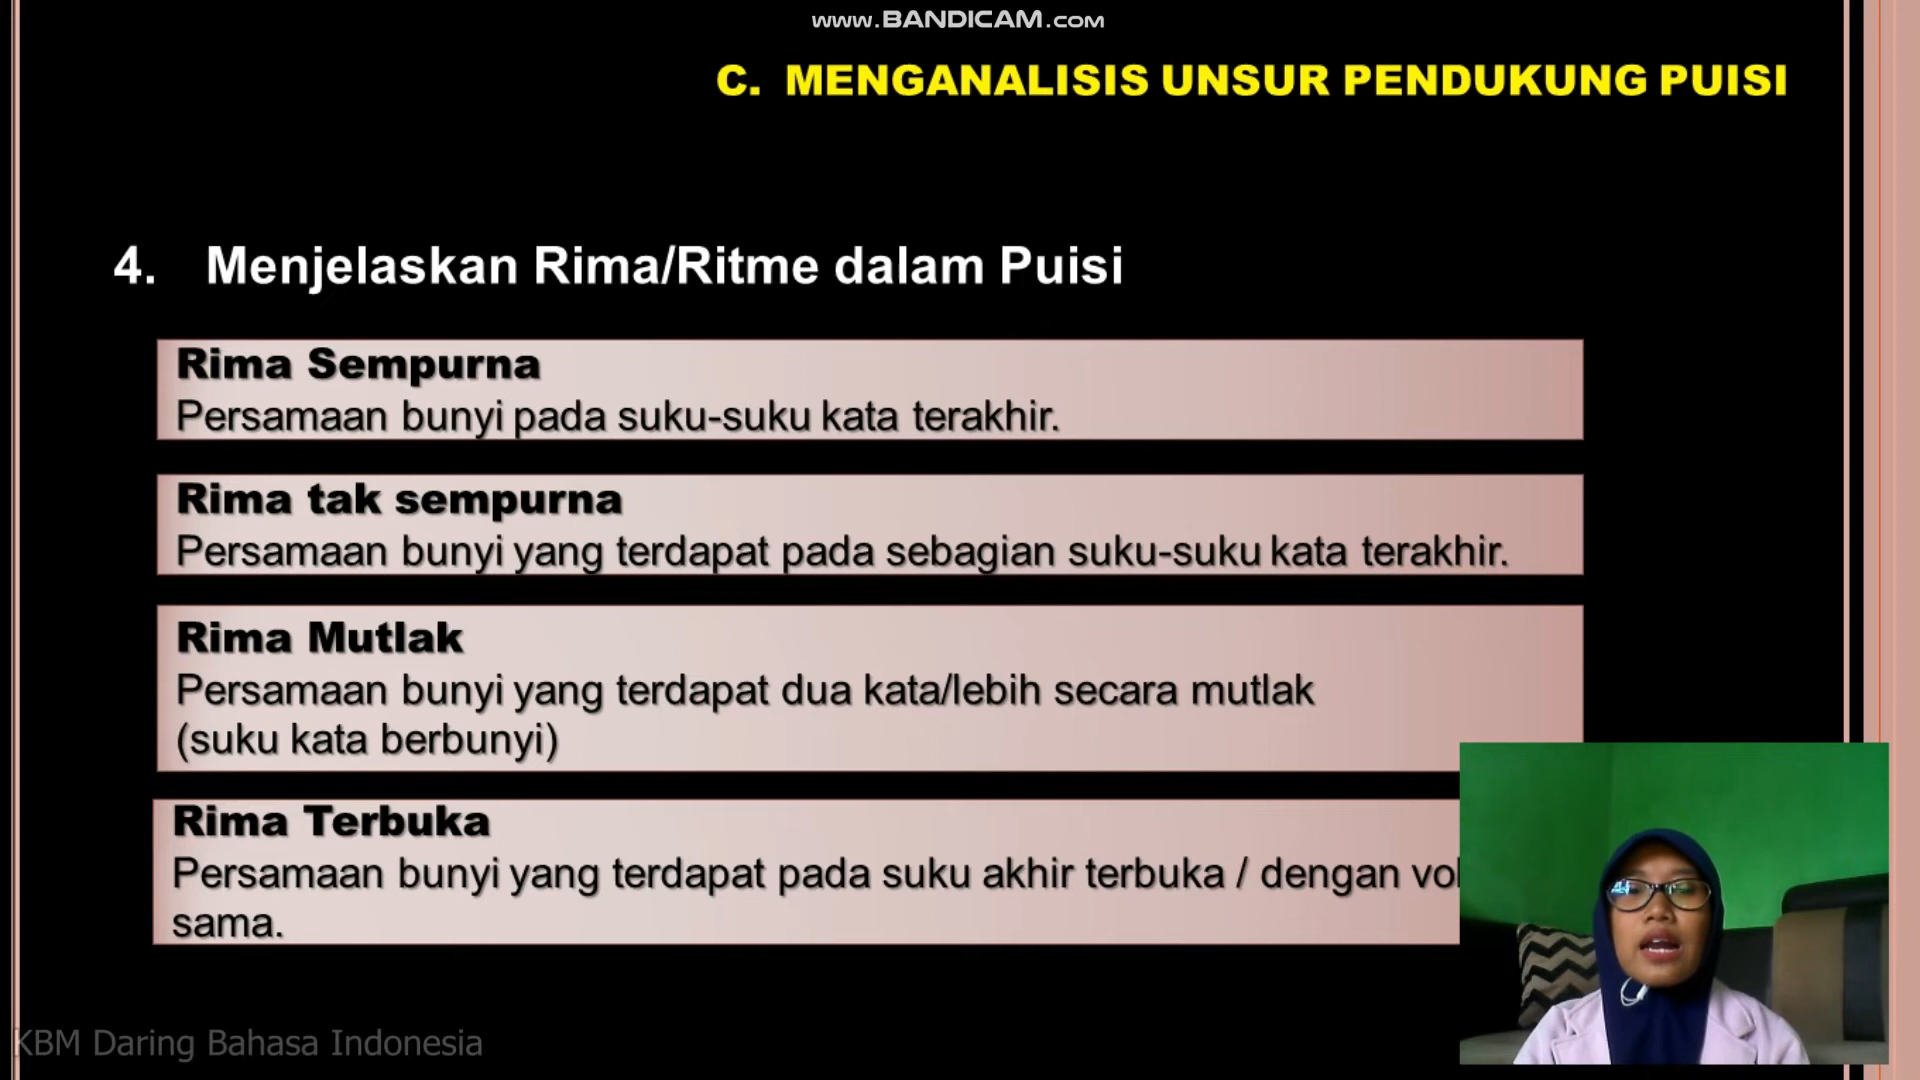 www.BANDICAM.com
C. MENGANALISIS UNSUR PENDUKUNG PUISI
4. Menjelaskan Rima/Ritme dalam Puisi
Rima Sempurna
Persamaan bunyi pada suku-suku kata terakhir.
Rima tak sempurna
Persamaan bunyi yang terdapat pada sebagian suku-suku kata terakhir.
Rima Mutlak
Persamaan bunyi yang terdapat dua kata/lebih secara mutlak
(suku kata berbunyi)
Rima Terbuka
Persamaan bunyi yang terdapat pada suku akhir terbuka / dengan
sama.
KBM Daring Bahasa Indonesia